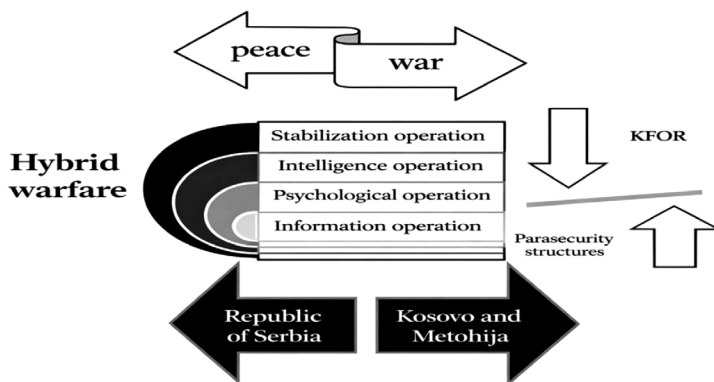 peace
war
Hybrid
warfare
Stabilization operation
Intelligence operation
Psychological operation
Information operation
KFOR
Parasecurity
structures
Republic
of Serbia
Kosovo and
Metohija